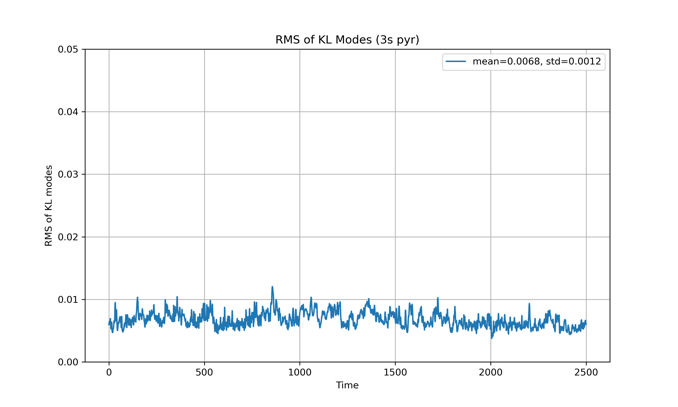 RMS of KL Modes (3s pyr)
mean=0.0068, std=0.0012
RMS of KL modes
0.05
0.04
0.03
0.02
0.01
0.00
0 500 1000 1500 2000 2500
Time